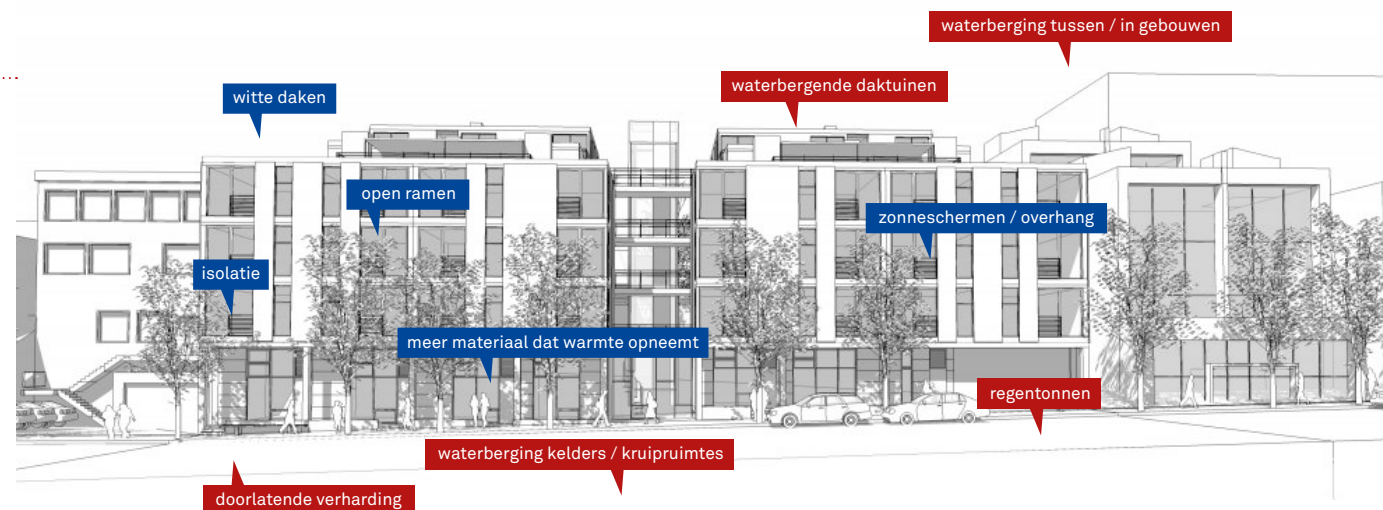 waterberging tussen / in gebouwen
waterbergende daktuinen
witte daken
open ramen
zonneschermen / overhang
isolatie
meer materiaal dat warmte opneemt
regentonnen
waterberging kelders / kruipruimtes
doorlatende verharding